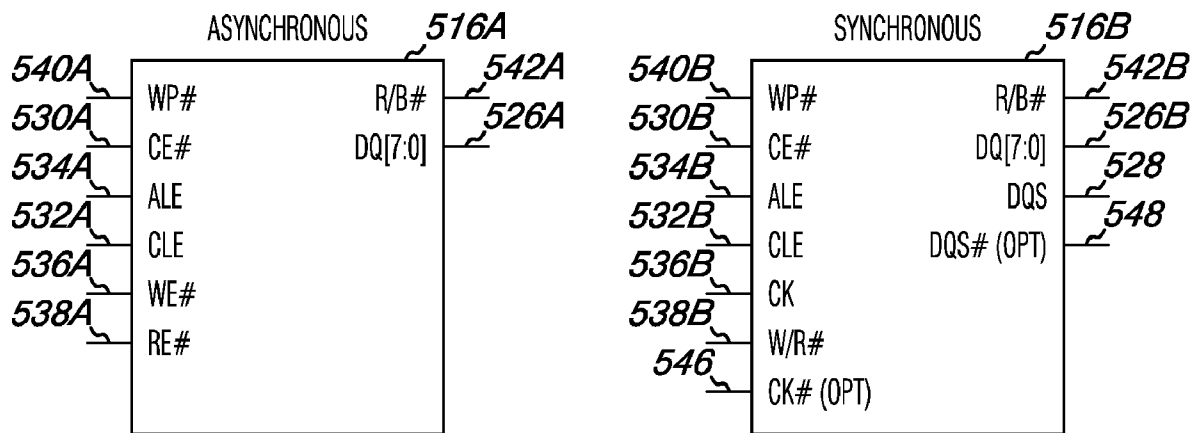 ASYNCHRONOUS
516A
540A
WP#
R/B#
542A
530A
CE#
DQ[7:0]
526A
534A
ALE
532A
CLE
536A
WE#
538A
RE#
SYNCHRONOUS
516B
540B
WP#
R/B#
542B
530B
CE#
DQ[7:0]
526B
534B
ALE
DQS
528
532B
CLE
DQS# (OPT)
548
536B
CK
538B
W/R#
546
CK# (OPT)